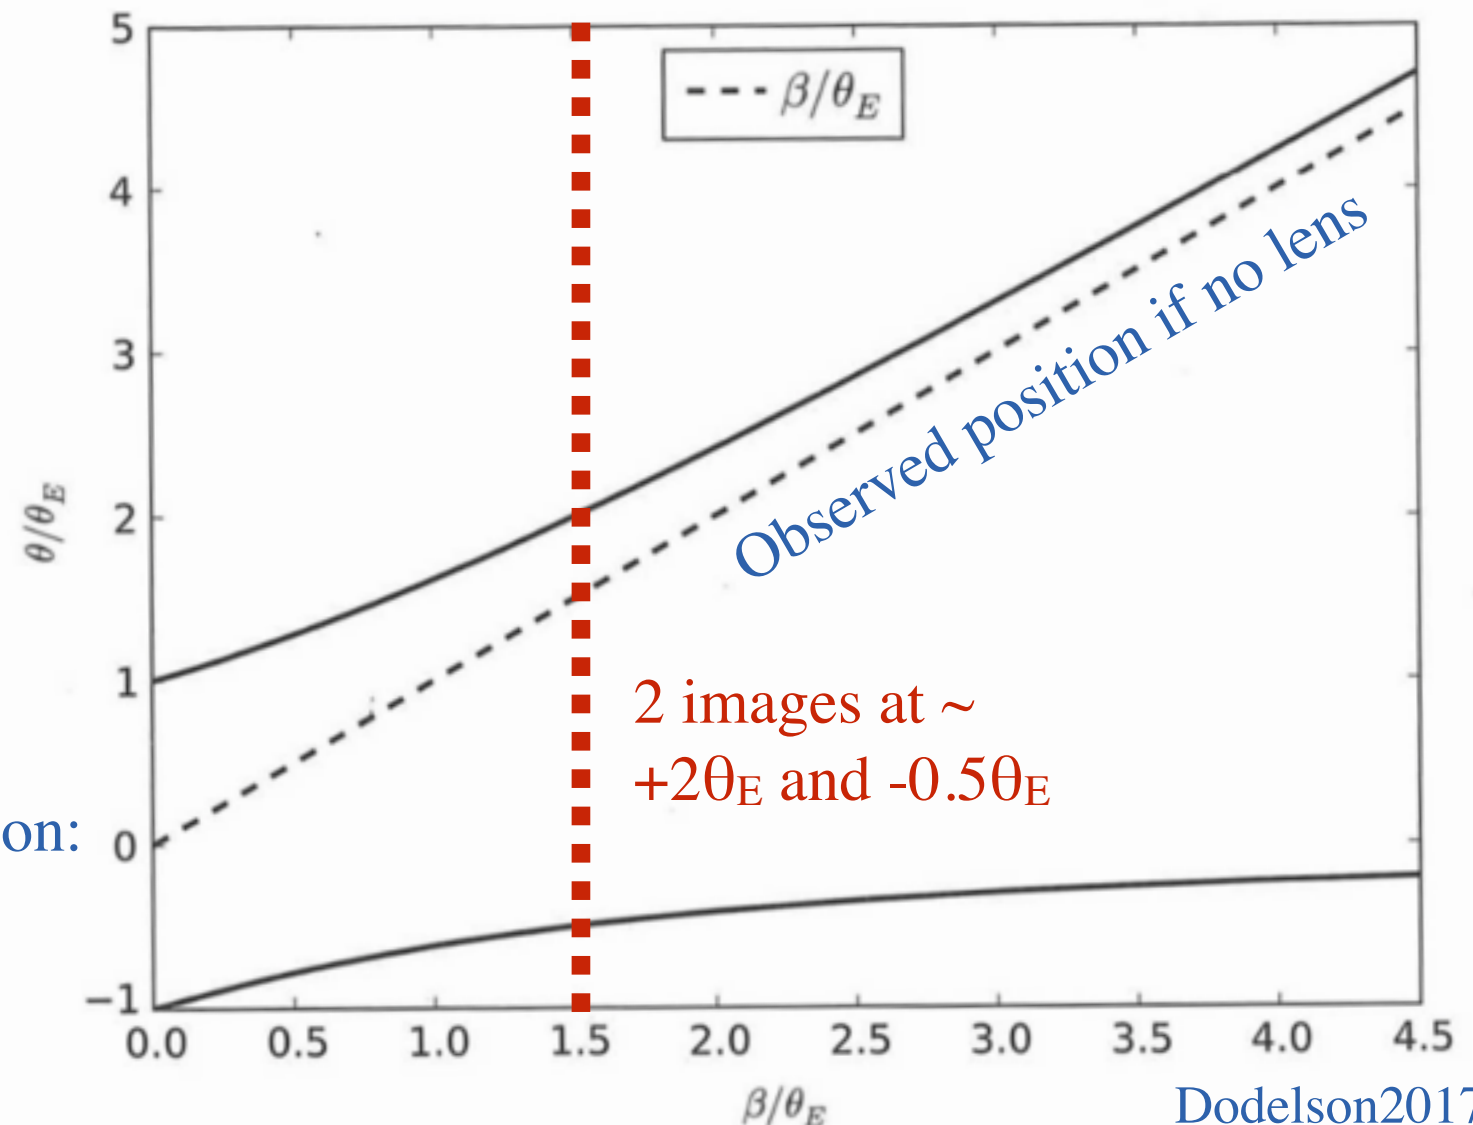 5
β/θE
4
3
2
1
0
−1
θ/θE
Observed position if no lens
2 images at ~
+2θE and -0.5θE
on:
0.0 0.5 1.0 1.5 2.0 2.5 3.0 3.5 4.0 4.5
β/θE
Dodelson2017